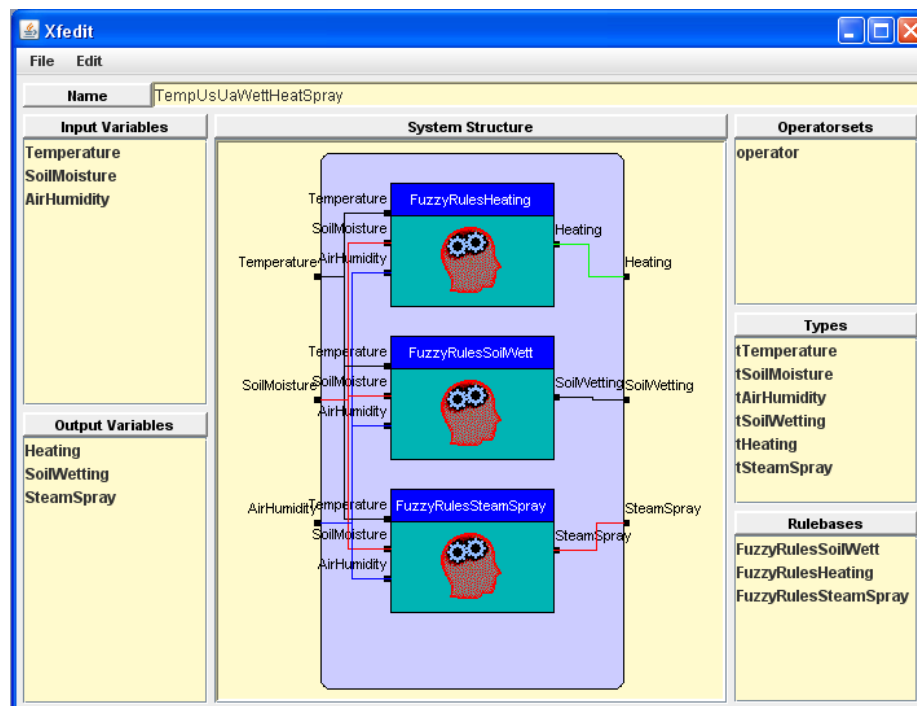 Xfedit
File Edit
Name TempUsUaWettHeatSpray
Input Variables
Temperature
SoilMoisture
AirHumidity
Output Variables
Heating
SoilWetting
SteamSpray
System Structure
Temperature
FuzzyRulesHeating
SoilMoisture
Heating
AirHumidity
Temperature
Heating
Temperature
FuzzyRulesSoilWett
SoilMoisture
SoilMoisture
SoilWetting
SoilWetting
AirHumidity
Temperature
FuzzyRulesSteamSpray
AirHumidity
SteamSpray
SoilMoisture
SteamSpray
AirHumidity
Operatorsets
operator
Types
tTemperature
tSoilMoisture
tAirHumidity
tSoilWetting
tHeating
tSteamSpray
Rulebases
FuzzyRulesSoilWett
FuzzyRulesHeating
FuzzyRulesSteamSpray